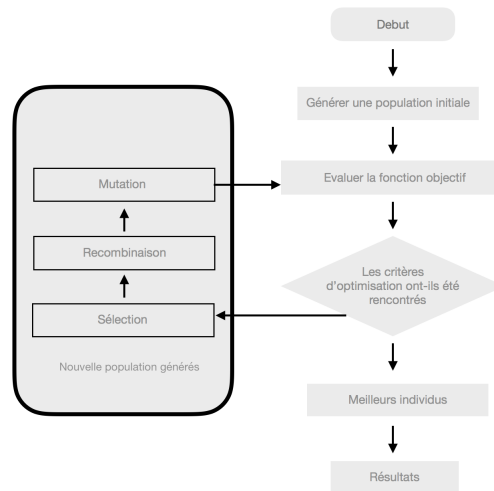 Debut
Générer une population initiale
Evaluer la fonction objectif
Les critères
d'optimisation ont-ils été
rencontrés
Mutation
Recombinaison
Sélection
Nouvelle population générés
Meilleurs individus
Résultats